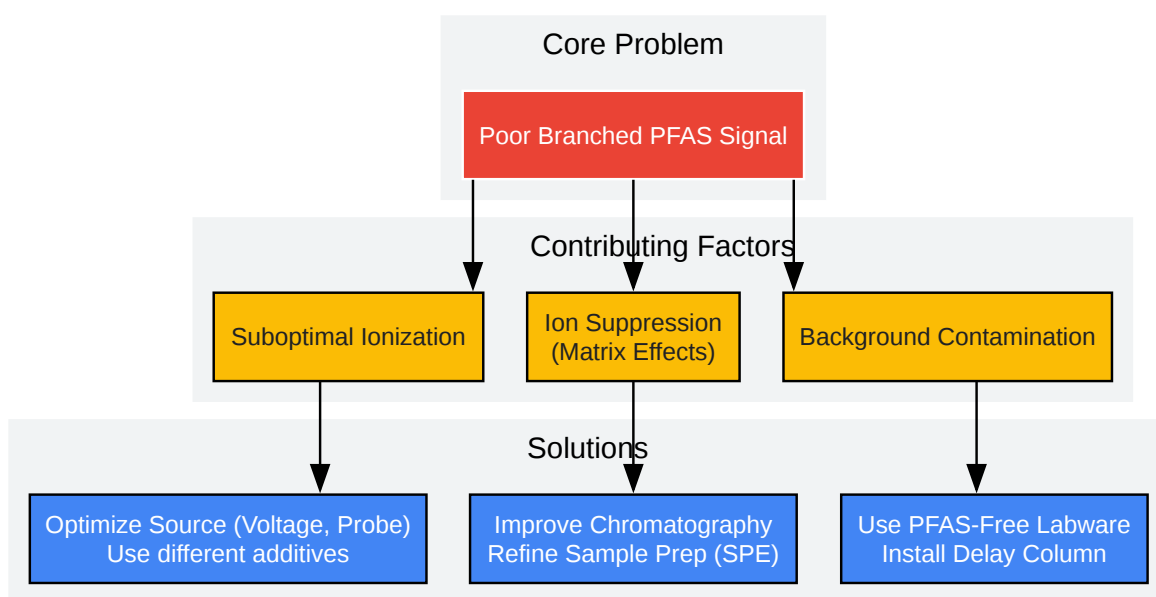 Core Problem
Poor Branched PFAS Signal
Contributing Factors
Suboptimal Ionization
Ion Suppression
(Matrix Effects)
Background Contamination
Solutions
Optimize Source (Voltage, Probe)
Use different additives
Improve Chromatography
Refine Sample Prep (SPE)
Use PFAS-Free Labware
Install Delay Column